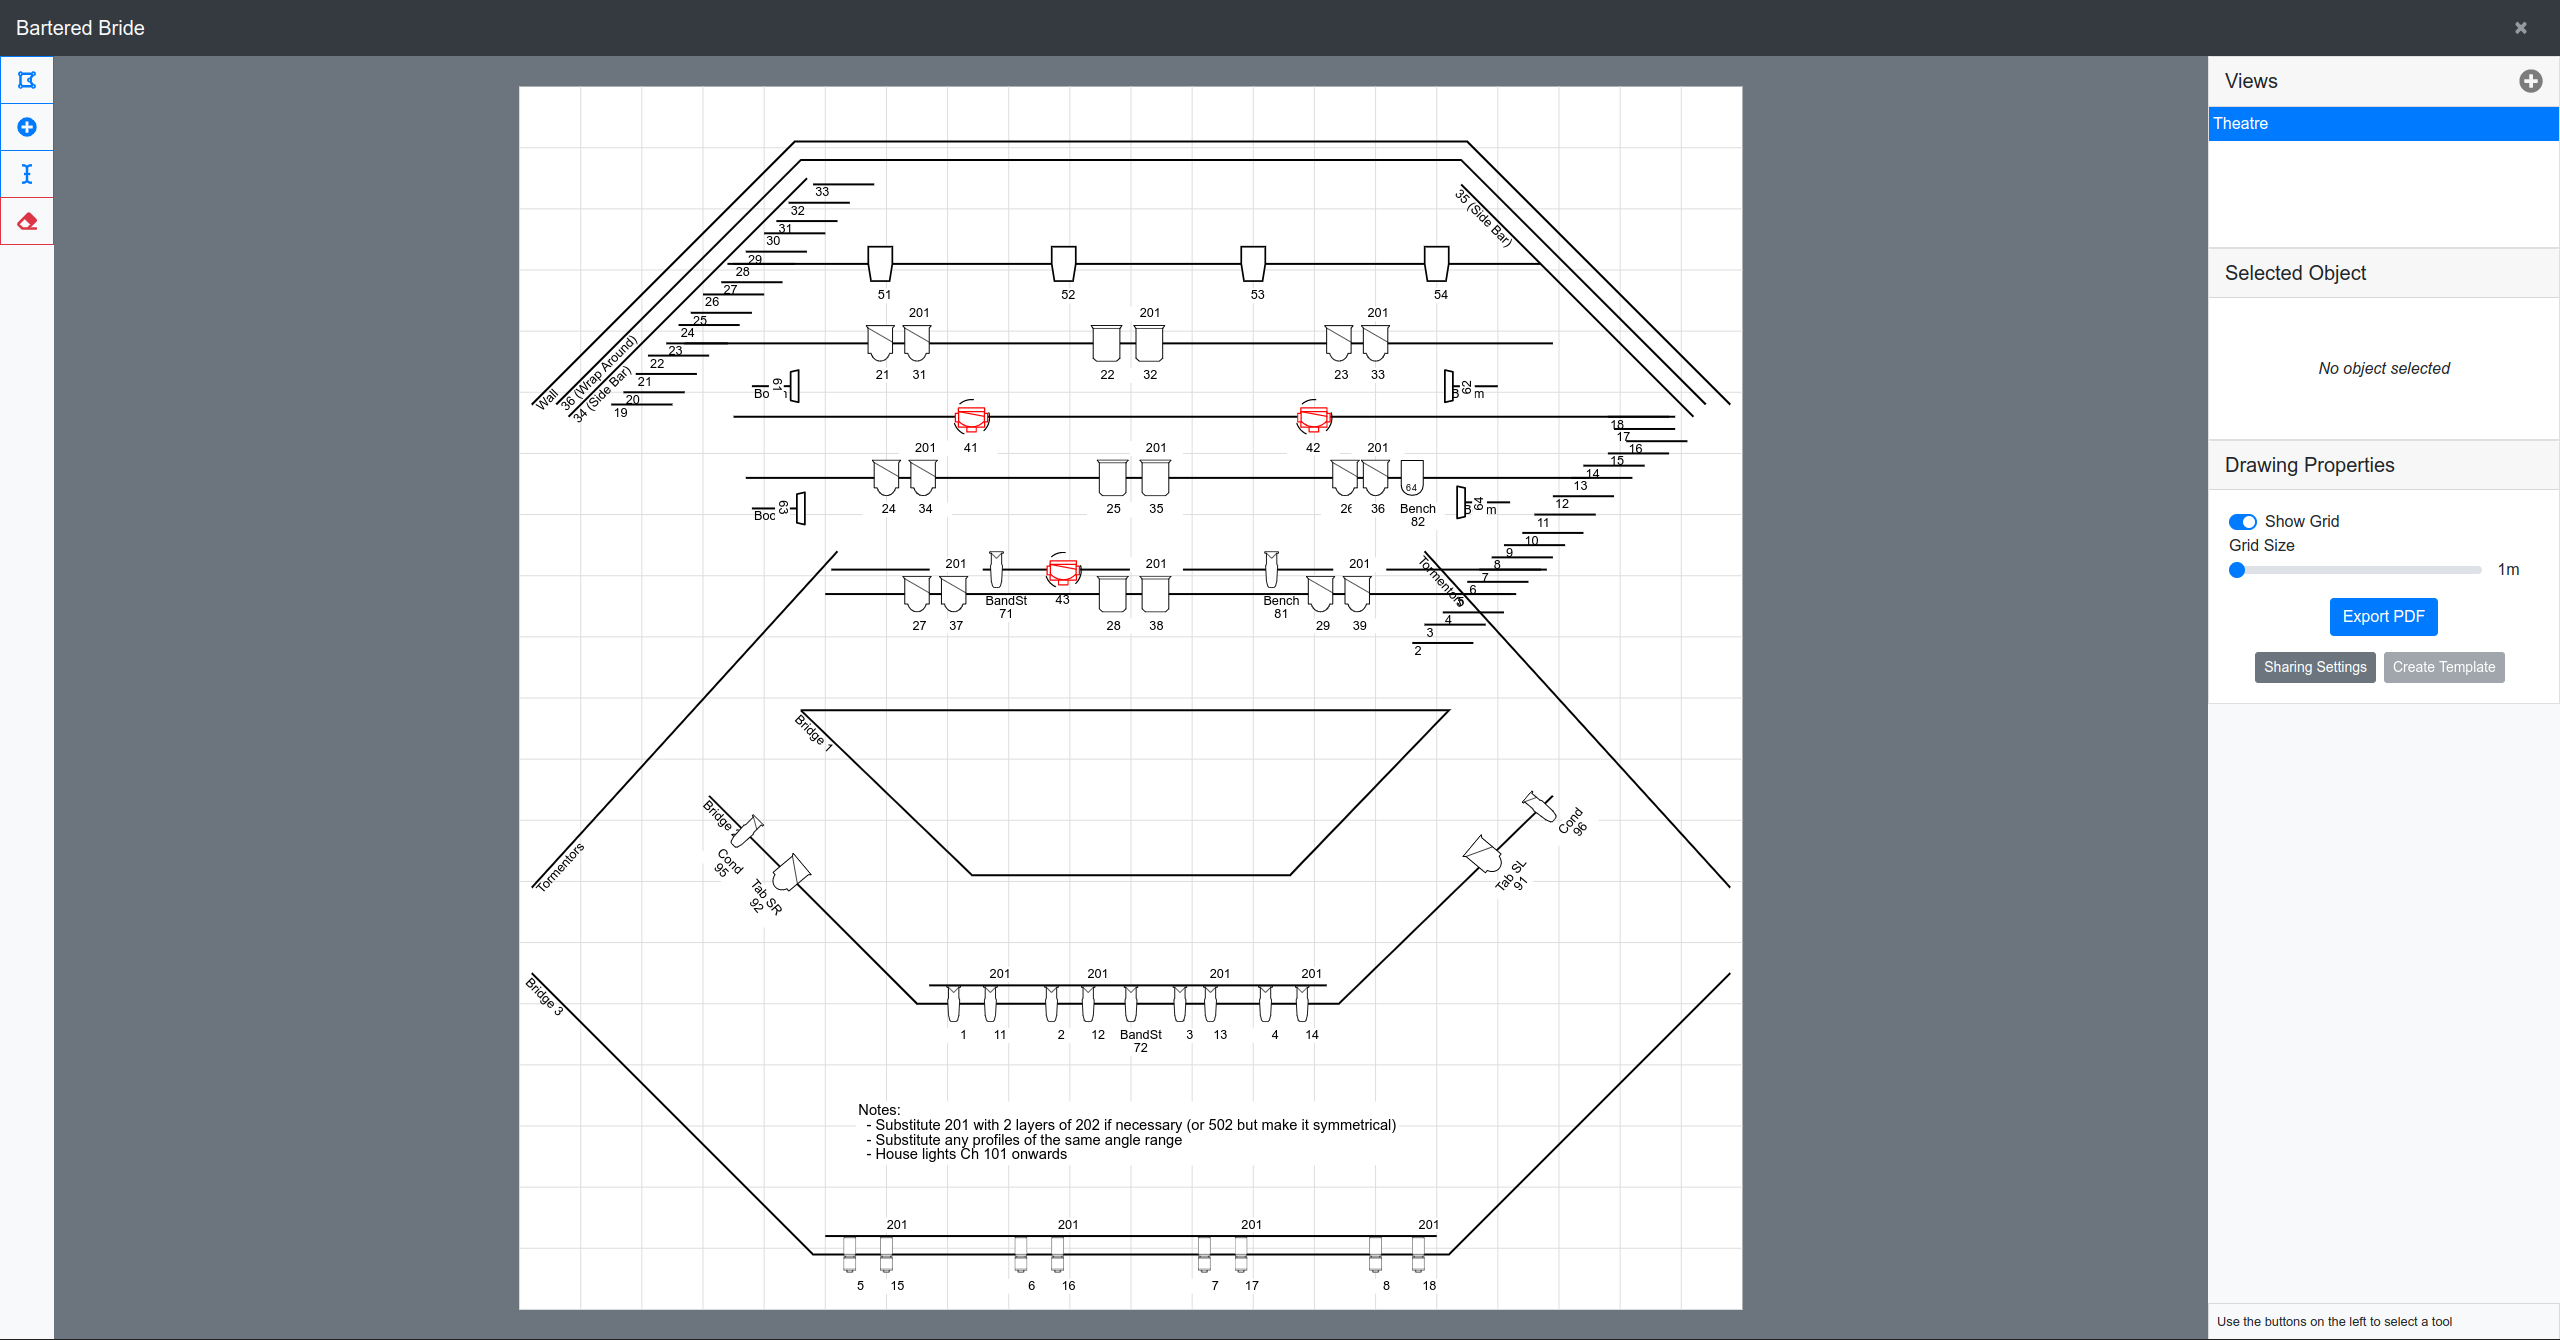 Bartered Bride
Views
Theatre
Selected Object
No object selected
Drawing Properties
Show Grid
Grid Size
1m
Export PDF
Sharing Settings
Create Template
Use the buttons on the left to select a tool
33
32
31
30
29
28
27
26
25
24
23
22
21
20
19
35 (Side Bar)
Wall
36 (Wrap Around)
34 (Side Bar)
51
52
53
54
201
201
201
21
31
22
32
23
33
61
Bo
62
m
201
41
201
42
201
18
17
16
15
14
13
12
11
10
9
8
7
6
5
4
3
2
63
64
64
m
24
34
25
35
26
36
Bench
82
201
201
201
Tormentors
BandSt
71
43
Bench
81
27
37
28
38
29
39
Bridge 1
Bridge
Cond
95
Tab SR
92
Cond
96
Tab SL
91
Tormentors
Bridge 3
201
201
201
201
1
11
2
12
BandSt
72
3
13
4
14
Notes:
- Substitute 201 with 2 layers of 202 if necessary (or 502 but make it symmetrical)
- Substitute any profiles of the same angle range
- House lights Ch 101 onwards
201
201
201
201
5
15
6
16
7
17
8
18